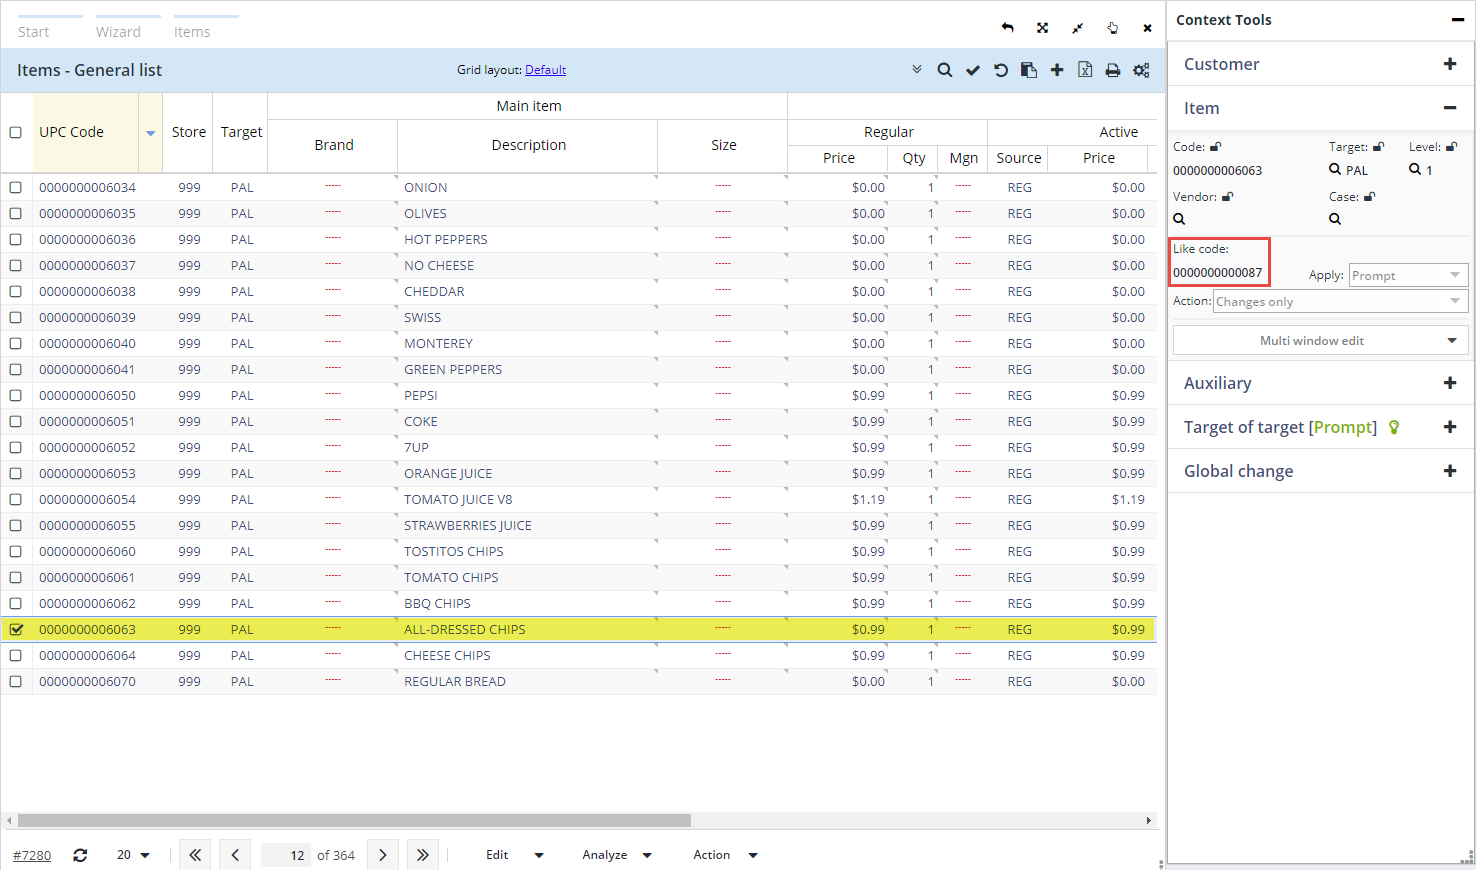 Start Wizard Items
Items - General list Grid layout: Default
Main item
Regular Active
UPC Code Store Target Brand Description Size Price Qty Mgn Source Price
0000000006034 999 PAL ----- ONION ----- $0.00 1 ----- REG $0.00
0000000006035 999 PAL ----- OLIVES ----- $0.00 1 ----- REG $0.00
0000000006036 999 PAL ----- HOT PEPPERS ----- $0.00 1 ----- REG $0.00
0000000006037 999 PAL ----- NO CHEESE ----- $0.00 1 ----- REG $0.00
0000000006038 999 PAL ----- CHEDDAR ----- $0.00 1 ----- REG $0.00
0000000006039 999 PAL ----- SWISS ----- $0.00 1 ----- REG $0.00
0000000006040 999 PAL ----- MONTEREY ----- $0.00 1 ----- REG $0.00
0000000006041 999 PAL ----- GREEN PEPPERS ----- $0.00 1 ----- REG $0.00
0000000006050 999 PAL ----- PEPSI ----- $0.99 1 ----- REG $0.99
0000000006051 999 PAL ----- COKE ----- $0.99 1 ----- REG $0.99
0000000006052 999 PAL ----- 7UP ----- $0.99 1 ----- REG $0.99
0000000006053 999 PAL ----- ORANGE JUICE ----- $0.99 1 ----- REG $0.99
0000000006054 999 PAL ----- TOMATO JUICE V8 ----- $1.19 1 ----- REG $1.19
0000000006055 999 PAL ----- STRAWBERRIES JUICE ----- $0.99 1 ----- REG $0.99
0000000006060 999 PAL ----- TOSTITOS CHIPS ----- $0.99 1 ----- REG $0.99
0000000006061 999 PAL ----- TOMATO CHIPS ----- $0.99 1 ----- REG $0.99
0000000006062 999 PAL ----- BBQ CHIPS ----- $0.99 1 ----- REG $0.99
0000000006063 999 PAL ----- ALL-DRESSED CHIPS ----- $0.99 1 ----- REG $0.99
0000000006064 999 PAL ----- CHEESE CHIPS ----- $0.99 1 ----- REG $0.99
0000000006070 999 PAL ----- REGULAR BREAD ----- $0.00 1 ----- REG $0.00
#7280 20 12 of 364 Edit Analyze Action
Context Tools
Customer
Item
Code: Target: Level:
0000000006063 PAL 1
Vendor: Case:
Like code:
0000000000087 Apply: Prompt
Action: Changes only
Multi window edit
Auxiliary
Target of target [Prompt]
Global change